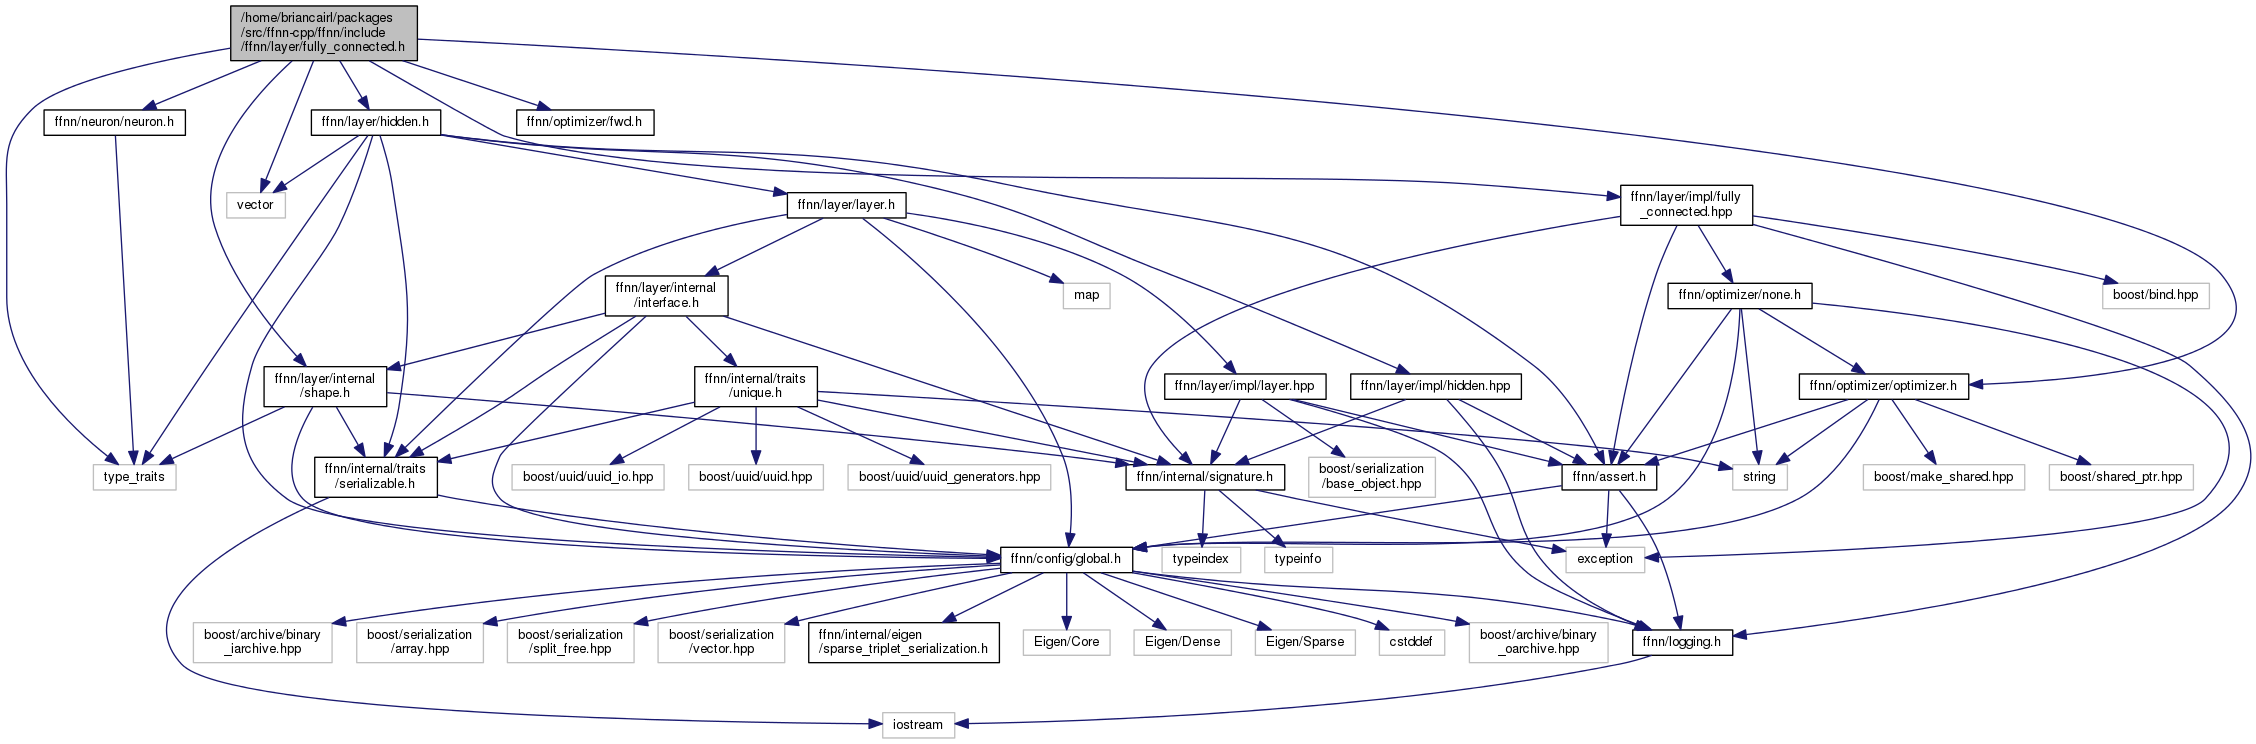 /home/briancairl/packages
/src/ffnn-cpp/ffnn/include
/ffnn/layer/fully_connected.h
ffnn/neuron/neuron.h
ffnn/layer/hidden.h
ffnn/optimizer/fwd.h
vector
ffnn/layer/layer.h
ffnn/layer/impl/fully
_connected.hpp
ffnn/layer/internal
/interface.h
map
ffnn/optimizer/none.h
boost/bind.hpp
ffnn/layer/internal
/shape.h
ffnn/internal/traits
/unique.h
ffnn/layer/impl/layer.hpp
ffnn/layer/impl/hidden.hpp
ffnn/optimizer/optimizer.h
type_traits
ffnn/internal/traits
/serializable.h
boost/uuid/uuid_io.hpp
boost/uuid/uuid.hpp
boost/uuid/uuid_generators.hpp
ffnn/internal/signature.h
boost/serialization
/base_object.hpp
ffnn/assert.h
string
boost/make_shared.hpp
boost/shared_ptr.hpp
ffnn/config/global.h
typeindex
typeinfo
exception
boost/archive/binary
_iarchive.hpp
boost/serialization
/array.hpp
boost/serialization
/split_free.hpp
boost/serialization
/vector.hpp
ffnn/internal/eigen
/sparse_triplet_serialization.h
Eigen/Core
Eigen/Dense
Eigen/Sparse
cstddef
boost/archive/binary
_oarchive.hpp
ffnn/logging.h
iostream